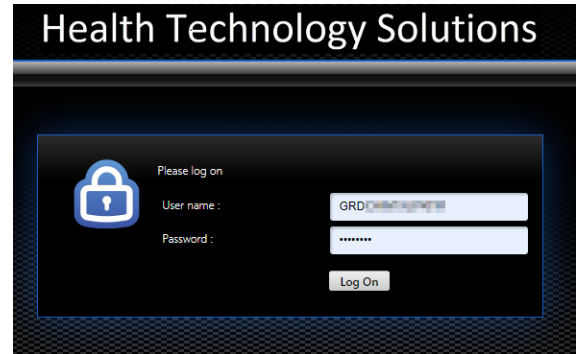 Health Technology Solutions
Please log on
User name :
GRD
Password :
••••••••
Log On